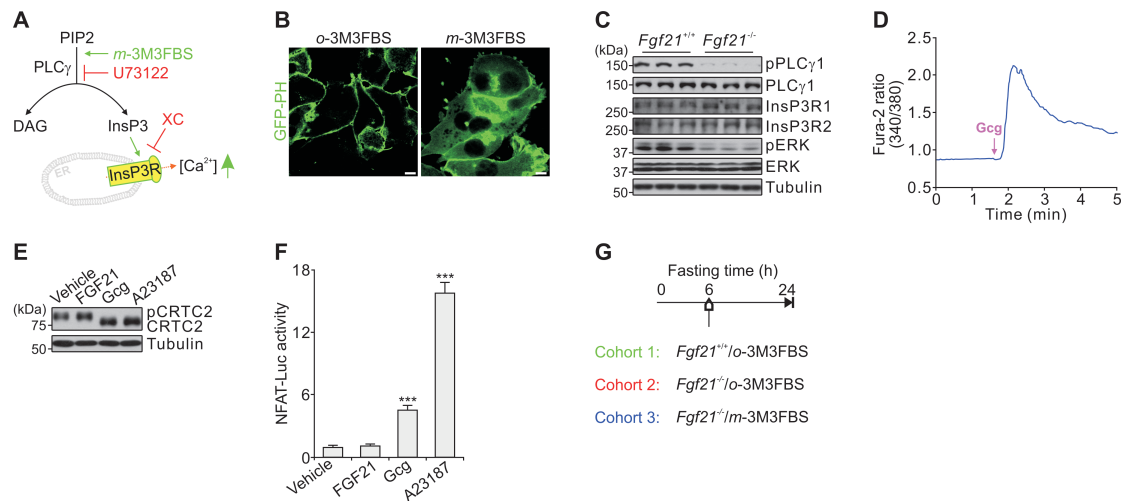 A
PIP2
m-3M3FBS
PLCγ
U73122
DAG
InsP3
XC
ER
InsP3R
[Ca²⁺]
B
o-3M3FBS
m-3M3FBS
GFP-PH
C
Fgf21⁺/⁺ Fgf21⁻/⁻
(kDa)
150 pPLCγ1
150 PLCγ1
250 InsP3R1
250 InsP3R2
37 pERK
37 ERK
50 Tubulin
D
Fura-2 ratio
(340/380)
2.5
2.0
1.5
1.0
0.5
Gcg
0 1 2 3 4 5
Time (min)
E
Vehicle
FGF21
Gcg
A23187
(kDa)
pCRTC2
75 CRTC2
50 Tubulin
F
NFAT-Luc activity
18
12
6
0
***
***
Vehicle
FGF21
Gcg
A23187
G
Fasting time (h)
0 6 24
Cohort 1: Fgf21⁺/⁺/o-3M3FBS
Cohort 2: Fgf21⁻/⁻/o-3M3FBS
Cohort 3: Fgf21⁻/⁻/m-3M3FBS